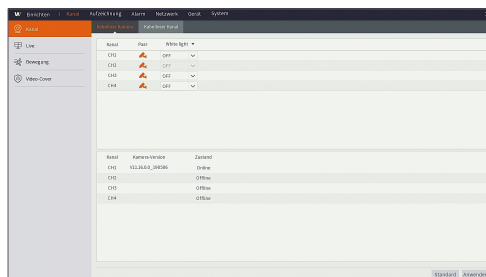 W Einrichten | Kanal Aufzeichnung Alarm Netzwerk Gerät System
Kanal Kabellose Kamera Kabelloser Kanal
Live
Bewegung
Video-Cover
Kanal Paar White light
CH1 OFF
CH2 OFF
CH3 OFF
CH4 OFF
Kanal Kamera-Version Zustand
CH1 Online
CH2 Offline
CH3 Offline
CH4 Offline
Standard Anwenden